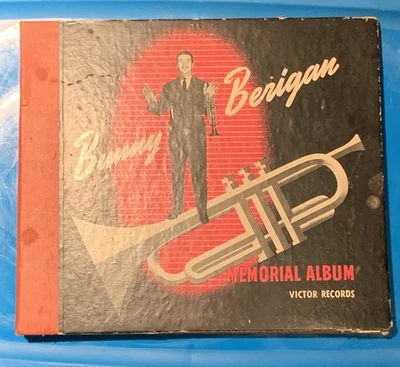 Bunny Berigan
MEMORIAL ALBUM
VICTOR RECORDS